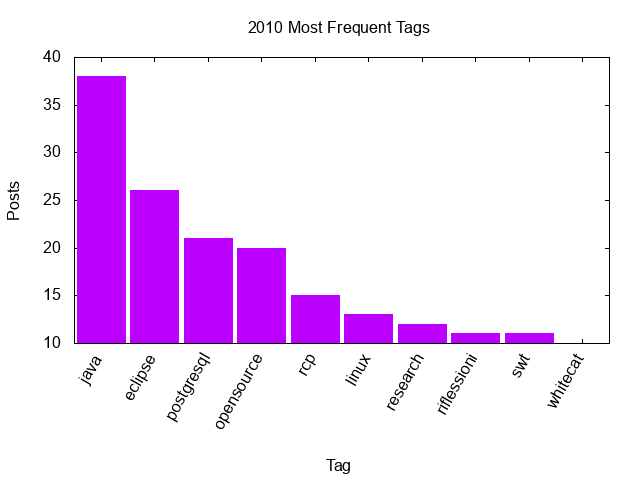 2010 Most Frequent Tags
40
35
30
25
20
15
10
Posts
java
eclipse
postgresql
opensource
rcp
linux
research
riflessioni
swt
whitecat
Tag